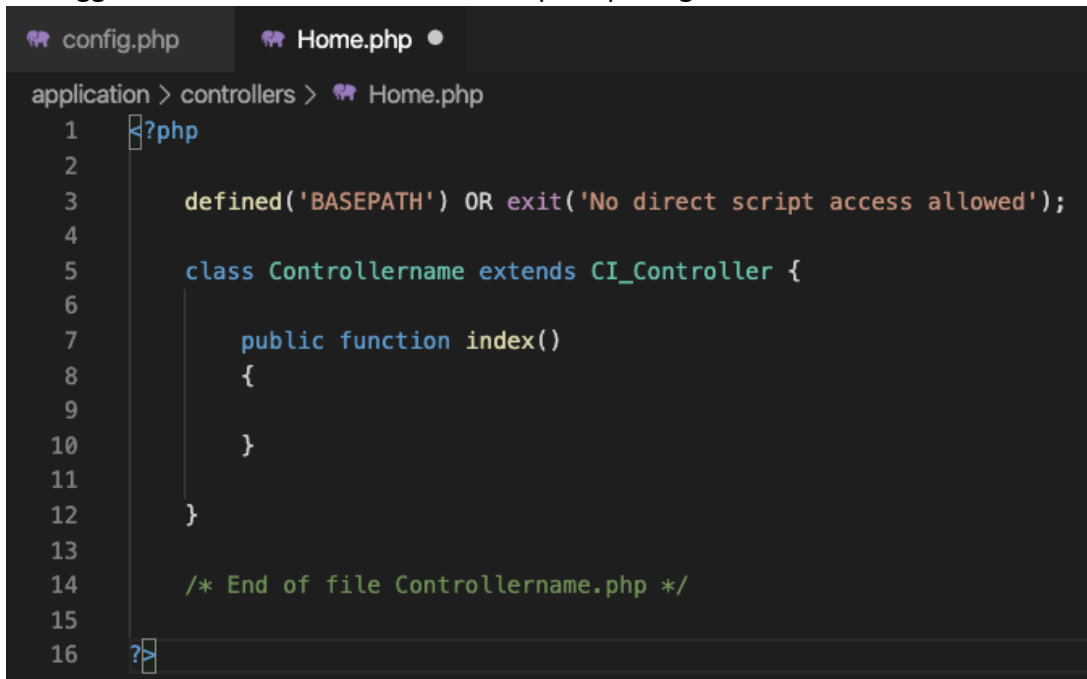 config.php Home.php
application > controllers > Home.php
1 <?php
2
3 defined('BASEPATH') OR exit('No direct script access allowed');
4
5 class Controllername extends CI_Controller {
6
7 public function index()
8 {
9
10 }
11
12 }
13
14 /* End of file Controllername.php */
15
16 ?>